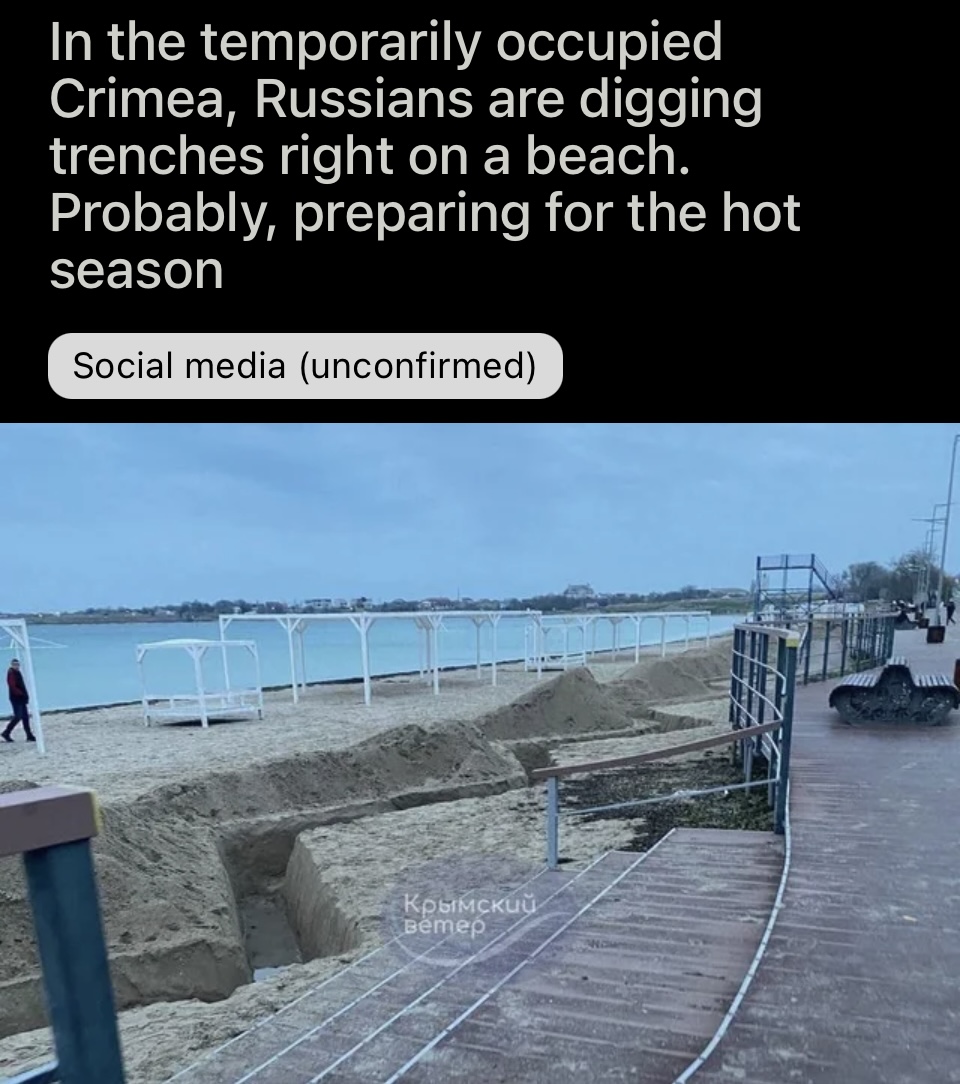 In the temporarily occupied
Crimea, Russians are digging
trenches right on a beach.
Probably, preparing for the hot
season
Social media (unconfirmed)
Крымский
ветер